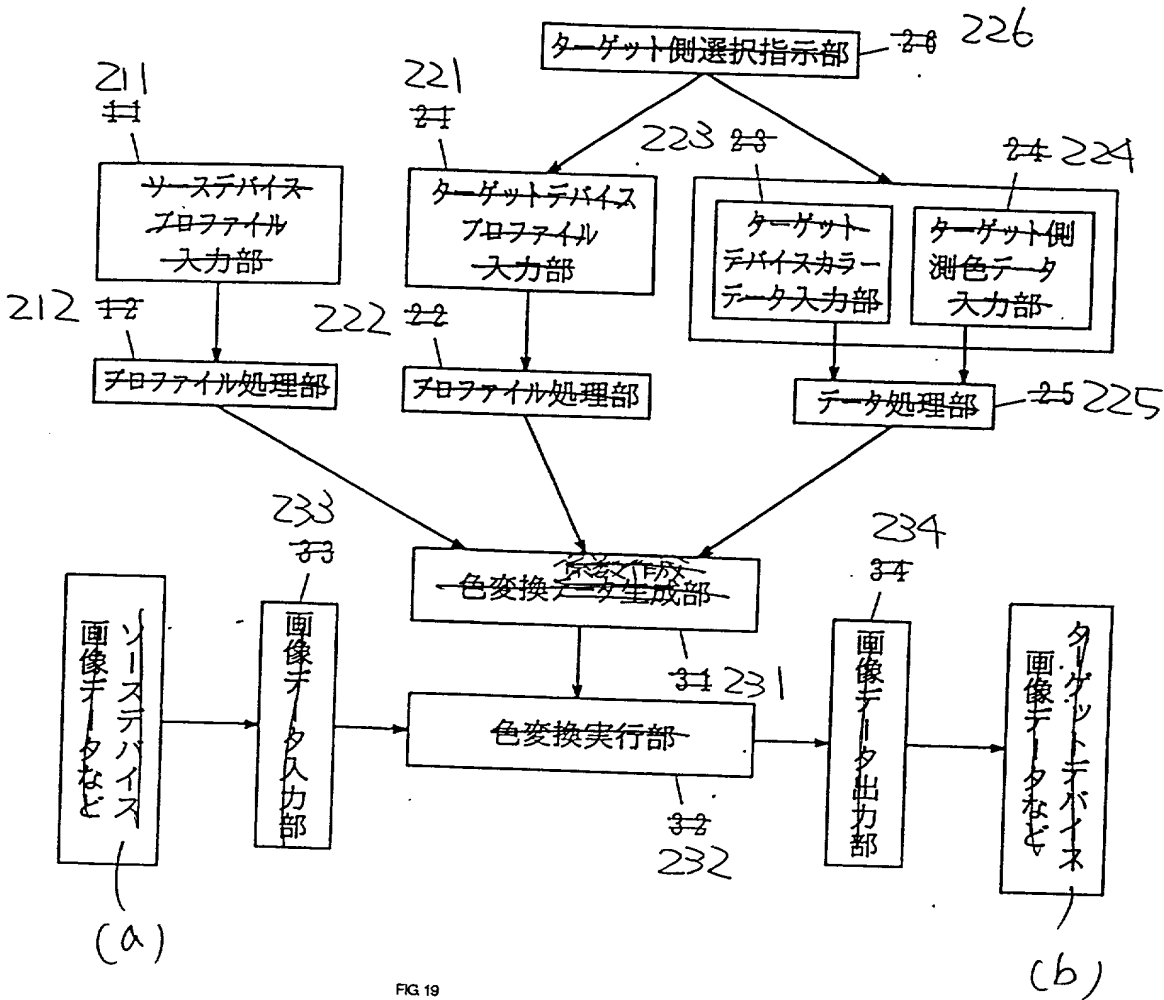 ターゲット側選択指示部
26 226
211
11
221
21
223 23
24 224
ソースデバイス
プロファイル
入力部
ターゲットデバイス
プロファイル
入力部
ターゲット
デバイスカラー
データ入力部
ターゲット側
測色データ
入力部
212 12
222 22
プロファイル処理部
プロファイル処理部
データ処理部
25 225
233
33
234
34
係数作成
色変換データ生成部
31 231
色変換実行部
32
232
ソースデバイス
画像データなど
画像データ入力部
画像データ出力部
ターゲットデバイス
画像データなど
(a)
(b)
FIG. 19